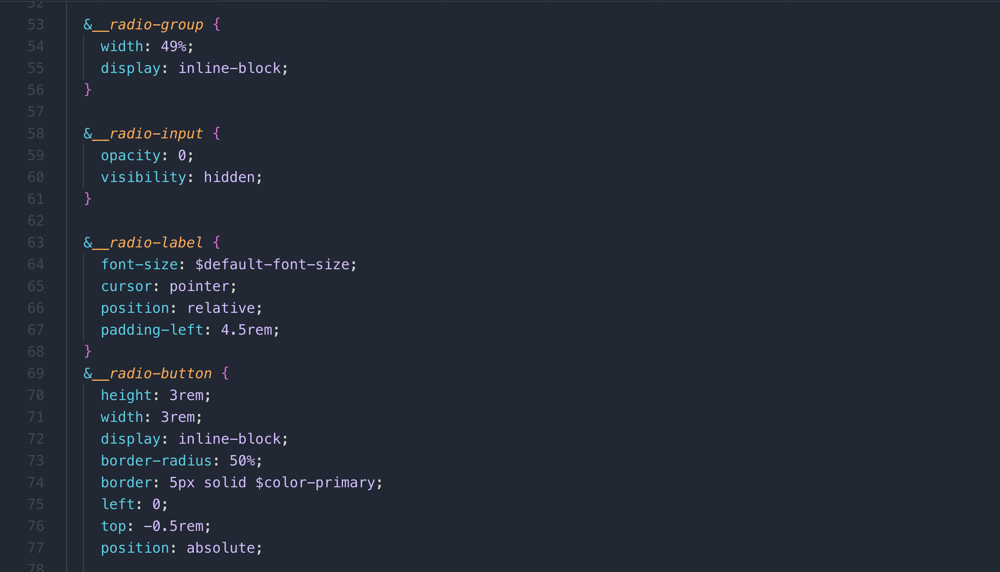 52
53 &__radio-group {
54 width: 49%;
55 display: inline-block;
56 }
57
58 &__radio-input {
59 opacity: 0;
60 visibility: hidden;
61 }
62
63 &__radio-label {
64 font-size: $default-font-size;
65 cursor: pointer;
66 position: relative;
67 padding-left: 4.5rem;
68 }
69 &__radio-button {
70 height: 3rem;
71 width: 3rem;
72 display: inline-block;
73 border-radius: 50%;
74 border: 5px solid $color-primary;
75 left: 0;
76 top: -0.5rem;
77 position: absolute;
78